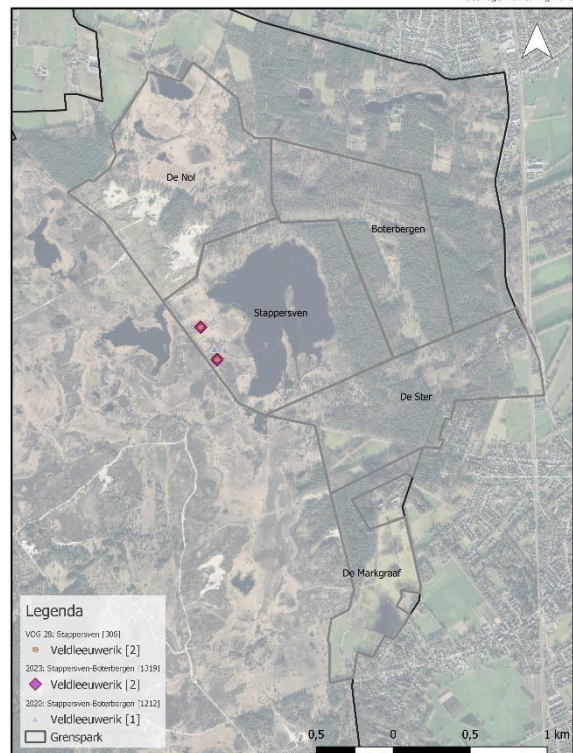 De Nol
Boterbergen
Stappersven
De Ster
De Markgraaf
Legenda
VOG 28: Stappersven [306]
Veldleeuwerik [2]
2023: Stappersven-Boterbergen [1319]
Veldleeuwerik [2]
2020: Stappersven-Boterbergen [1212]
Veldleeuwerik [1]
Grenspark
0,5 0 0,5 1 km